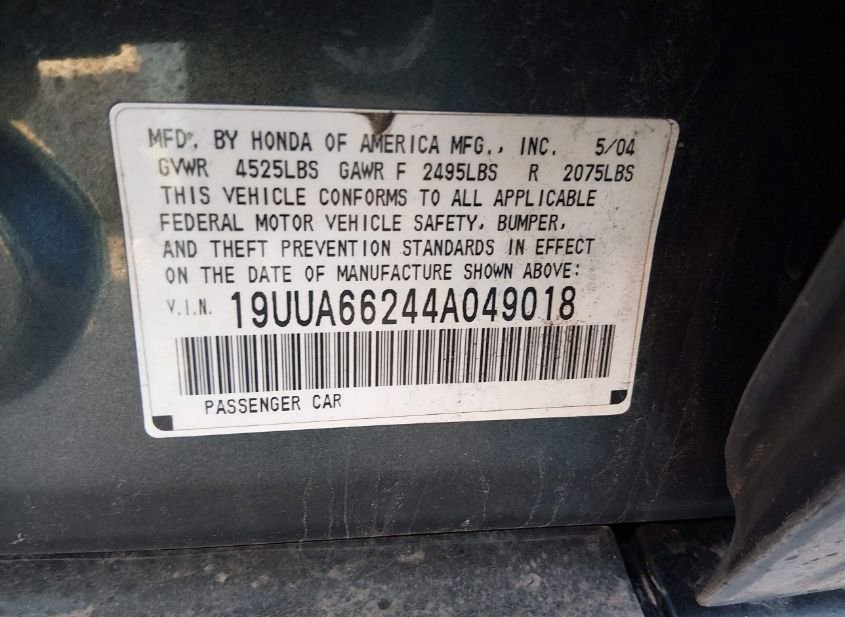 MFD. BY HONDA OF AMERICA MFG., INC. 5/04
GVWR 4525LBS GAWR F 2495LBS R 2075LBS
THIS VEHICLE CONFORMS TO ALL APPLICABLE
FEDERAL MOTOR VEHICLE SAFETY, BUMPER,
AND THEFT PREVENTION STANDARDS IN EFFECT
ON THE DATE OF MANUFACTURE SHOWN ABOVE:
V.I.N. 19UUA66244A049018
PASSENGER CAR